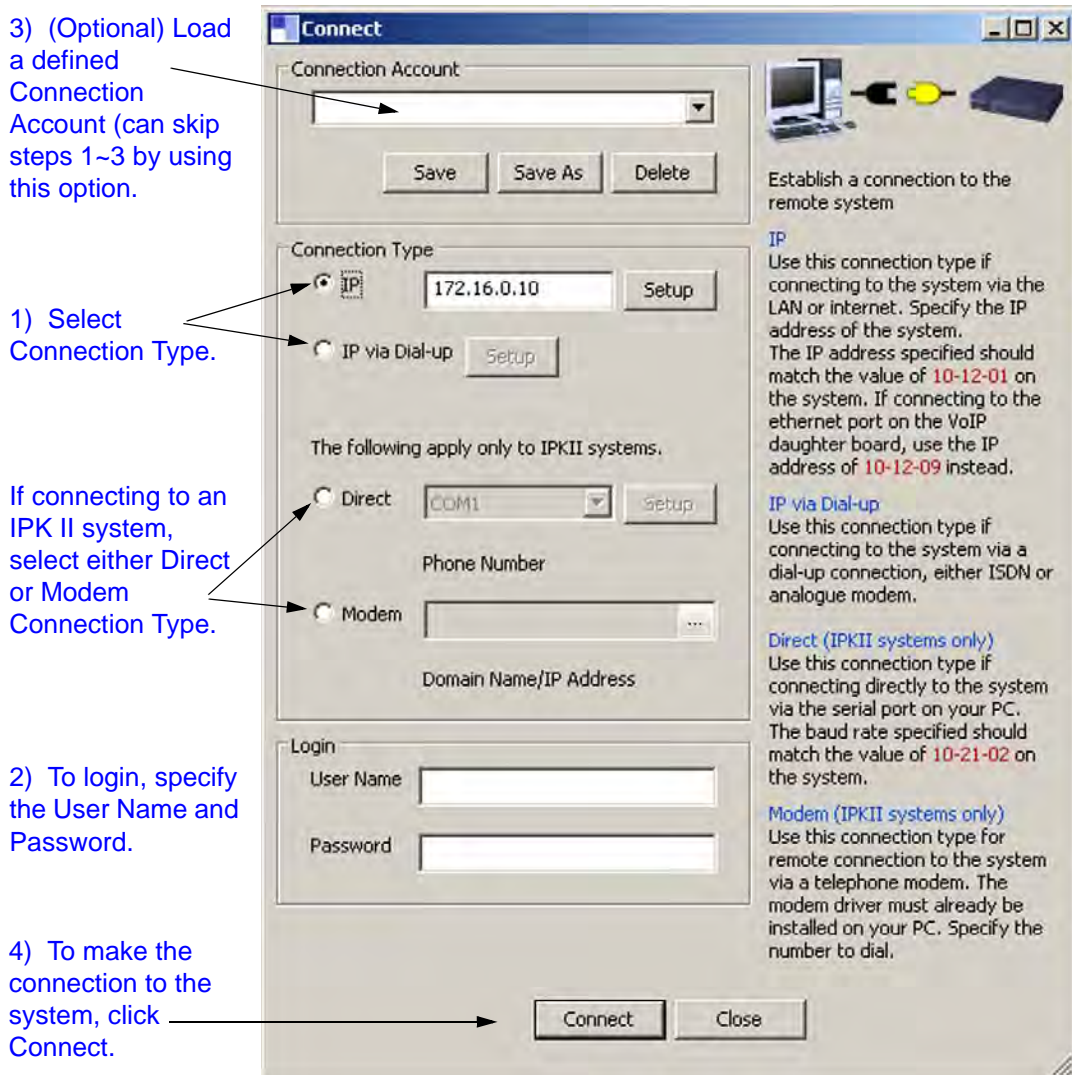 3) (Optional) Load
a defined
Connection
Account (can skip
steps 1~3 by using
this option.
1) Select
Connection Type.
If connecting to an
IPK II system,
select either Direct
or Modem
Connection Type.
2) To login, specify
the User Name and
Password.
4) To make the
connection to the
system, click
Connect.
Connect
Connection Account
Save Save As Delete
Connection Type
IP 172.16.0.10 Setup
IP via Dial-up Setup
The following apply only to IPKII systems.
Direct COM1 Setup
Phone Number
Modem ...
Domain Name/IP Address
Login
User Name
Password
Connect Close
Establish a connection to the
remote system
IP
Use this connection type if
connecting to the system via the
LAN or internet. Specify the IP
address of the system.
The IP address specified should
match the value of 10-12-01 on
the system. If connecting to the
ethernet port on the VoIP
daughter board, use the IP
address of 10-12-09 instead.
IP via Dial-up
Use this connection type if
connecting to the system via a
dial-up connection, either ISDN or
analogue modem.
Direct (IPKII systems only)
Use this connection type if
connecting directly to the system
via the serial port on your PC.
The baud rate specified should
match the value of 10-21-02 on
the system.
Modem (IPKII systems only)
Use this connection type for
remote connection to the system
via a telephone modem. The
modem driver must already be
installed on your PC. Specify the
number to dial.